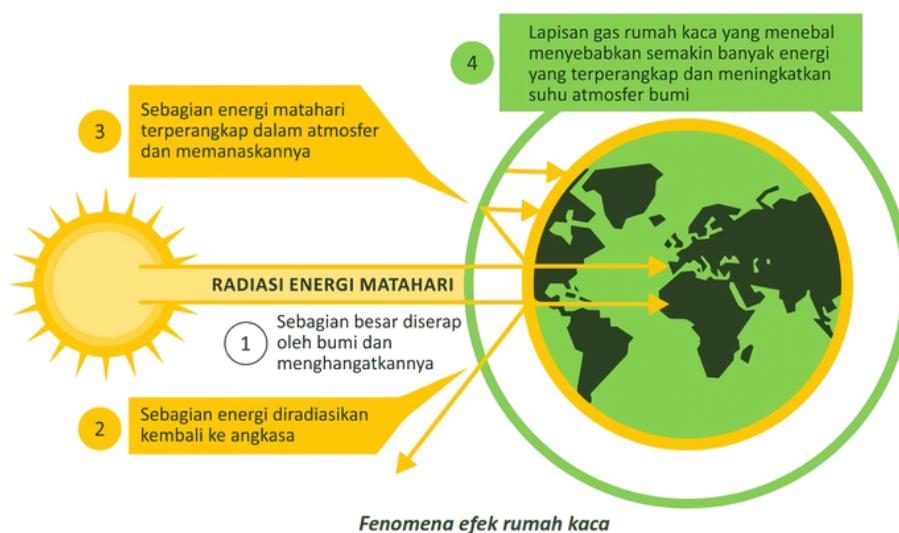 RADIASI ENERGI MATAHARI
1
Sebagian besar diserap
oleh bumi dan
menghangatkannya
2
Sebagian energi diradiasikan
kembali ke angkasa
3
Sebagian energi matahari
terperangkap dalam atmosfer
dan memanaskannya
4
Lapisan gas rumah kaca yang menebal
menyebabkan semakin banyak energi
yang terperangkap dan meningkatkan
suhu atmosfer bumi
Fenomena efek rumah kaca